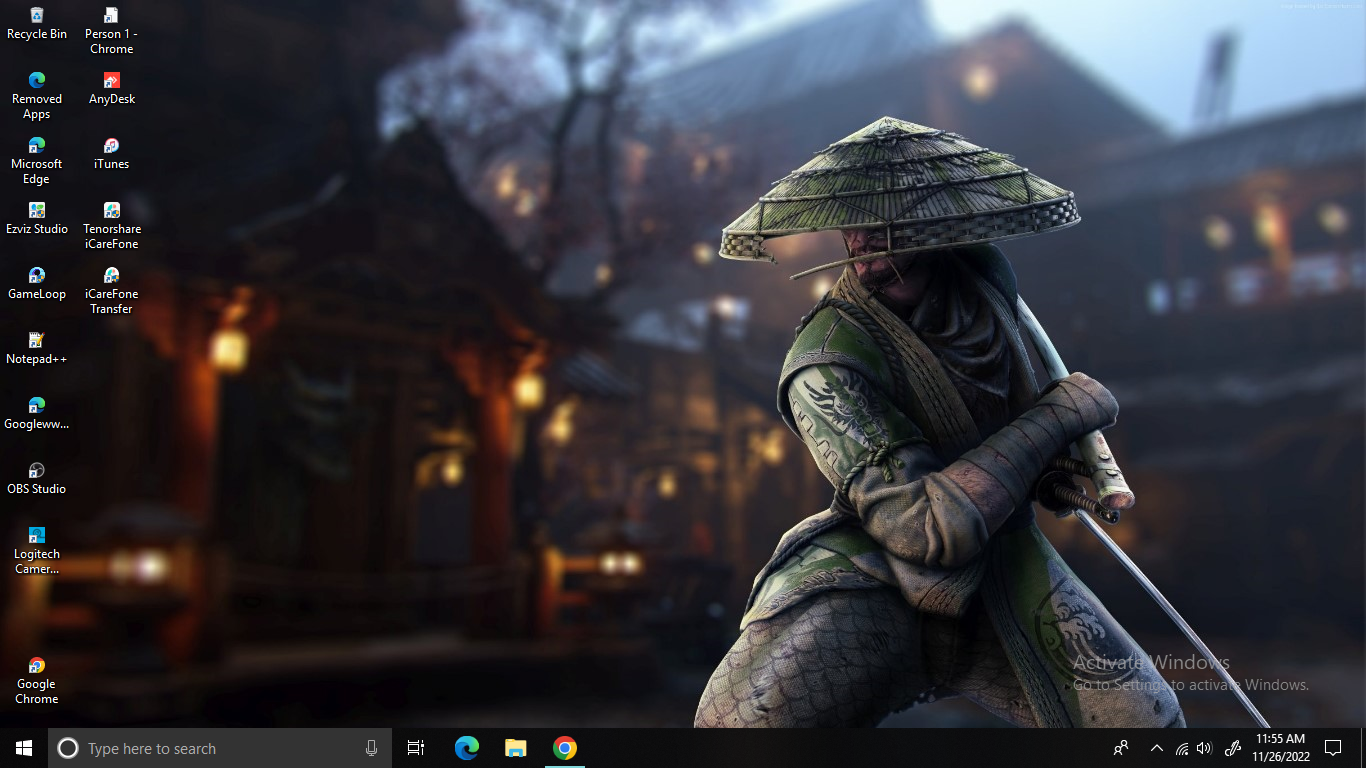 Recycle Bin
Person 1 -
Chrome
Removed
Apps
AnyDesk
Microsoft
Edge
iTunes
Ezviz Studio
Tenorshare
iCareFone
GameLoop
iCareFone
Transfer
Notepad++
Googleww...
OBS Studio
Logitech
Camer...
Google
Chrome
Activate Windows
Go to Settings to activate Windows.
Type here to search
11:55 AM
11/26/2022